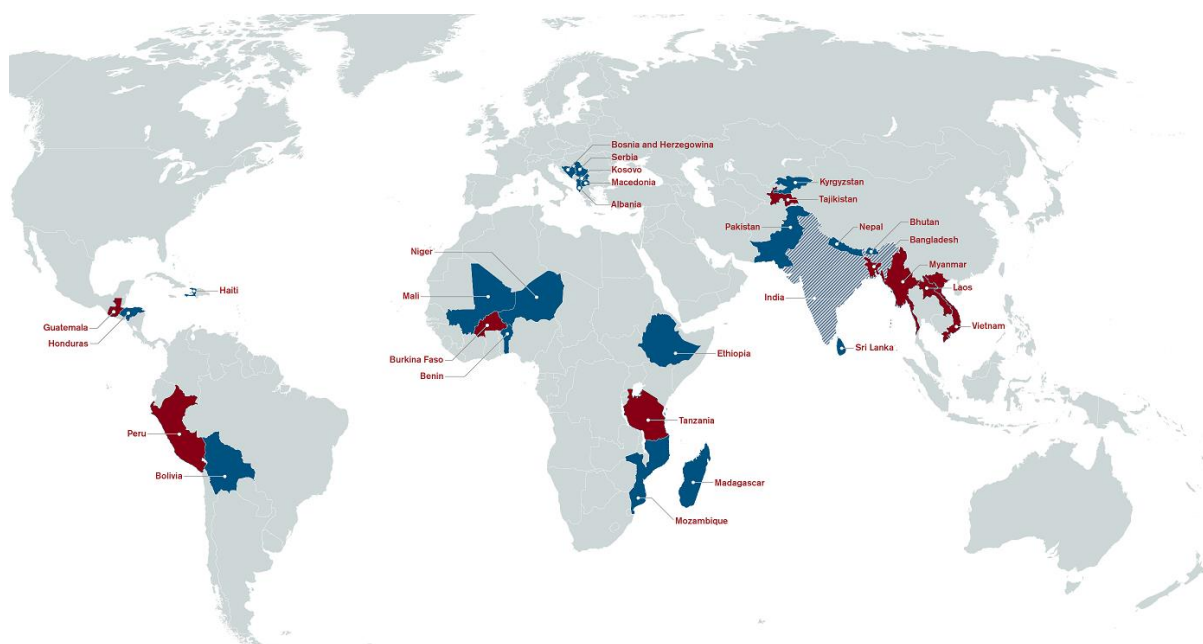 Bosnia and Herzegowina
Serbia
Kosovo
Macedonia
Albania
Kyrgyzstan
Tajikistan
Pakistan
Nepal
Bhutan
Bangladesh
Myanmar
Laos
India
Vietnam
Sri Lanka
Niger
Mali
Haiti
Guatemala
Honduras
Burkina Faso
Benin
Ethiopia
Peru
Tanzania
Bolivia
Madagascar
Mozambique